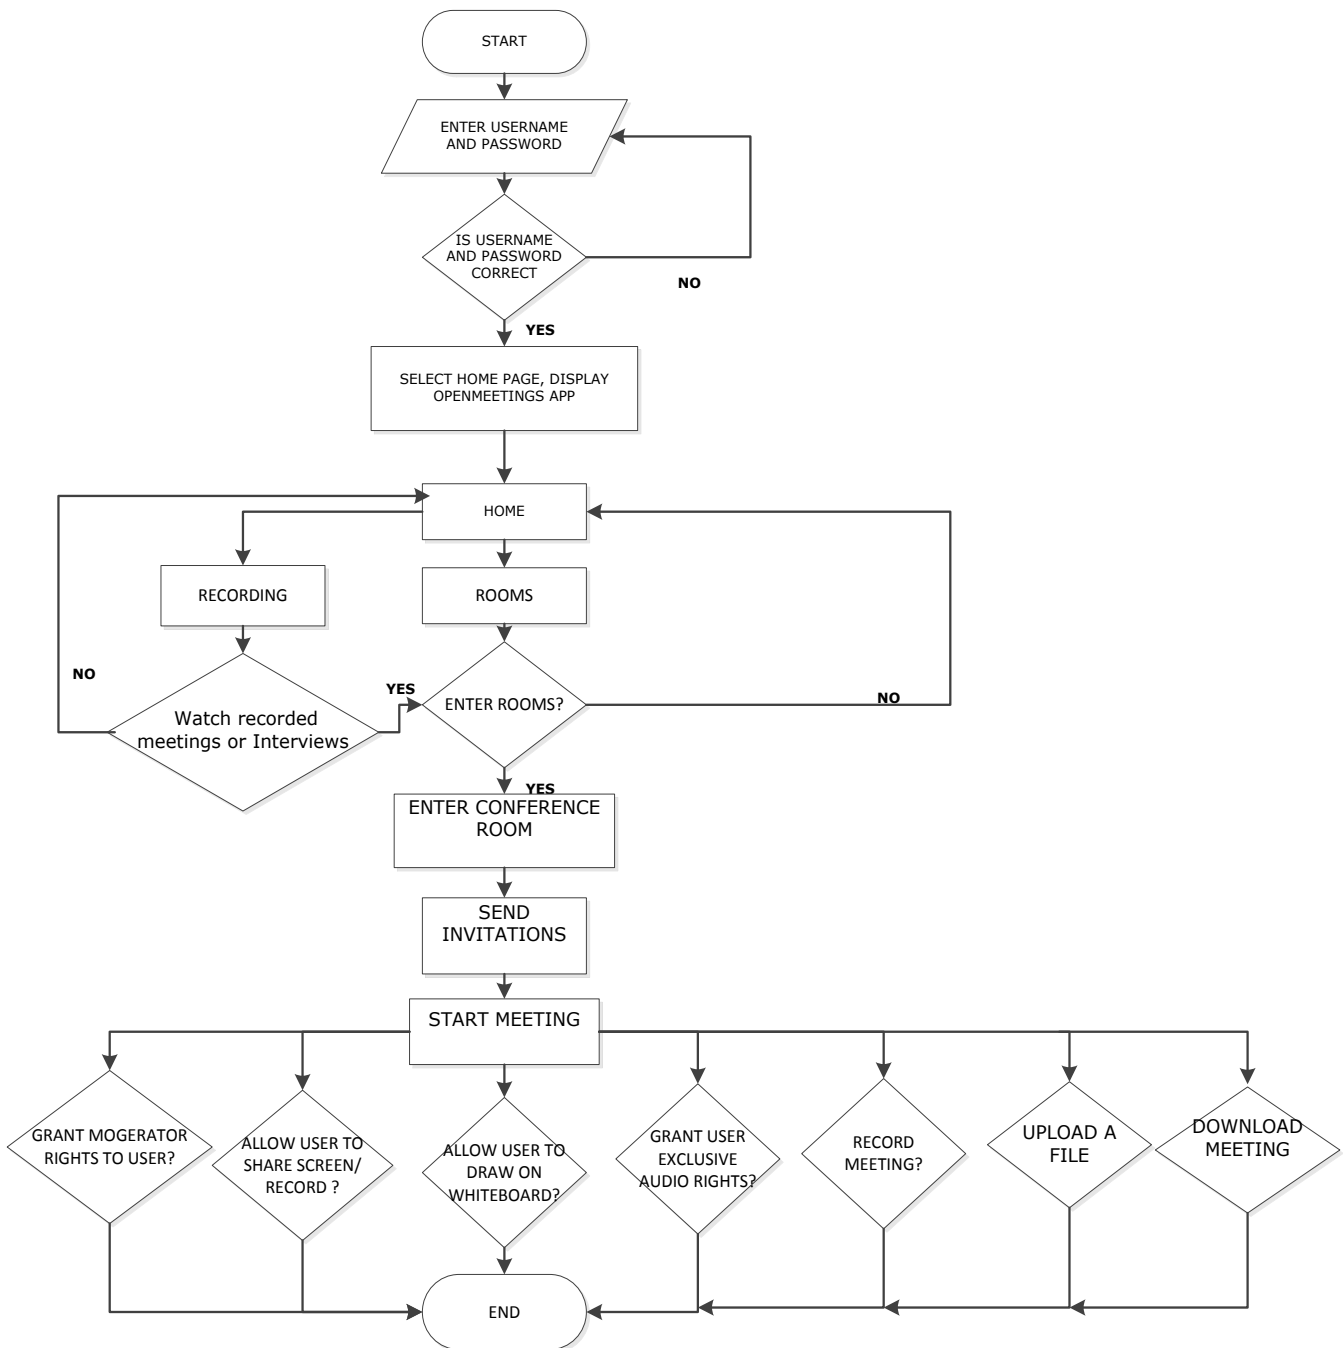 START
ENTER USERNAME
AND PASSWORD
IS USERNAME
AND PASSWORD
CORRECT
NO
YES
SELECT HOME PAGE, DISPLAY
OPENMEETINGS APP
HOME
RECORDING
ROOMS
NO
YES
Watch recorded
meetings or Interviews
ENTER ROOMS?
NO
YES
ENTER CONFERENCE
ROOM
SEND
INVITATIONS
START MEETING
GRANT MOGERATOR
RIGHTS TO USER?
ALLOW USER TO
SHARE SCREEN/
RECORD ?
ALLOW USER TO
DRAW ON
WHITEBOARD?
GRANT USER
EXCLUSIVE
AUDIO RIGHTS?
RECORD
MEETING?
UPLOAD A
FILE
DOWNLOAD
MEETING
END